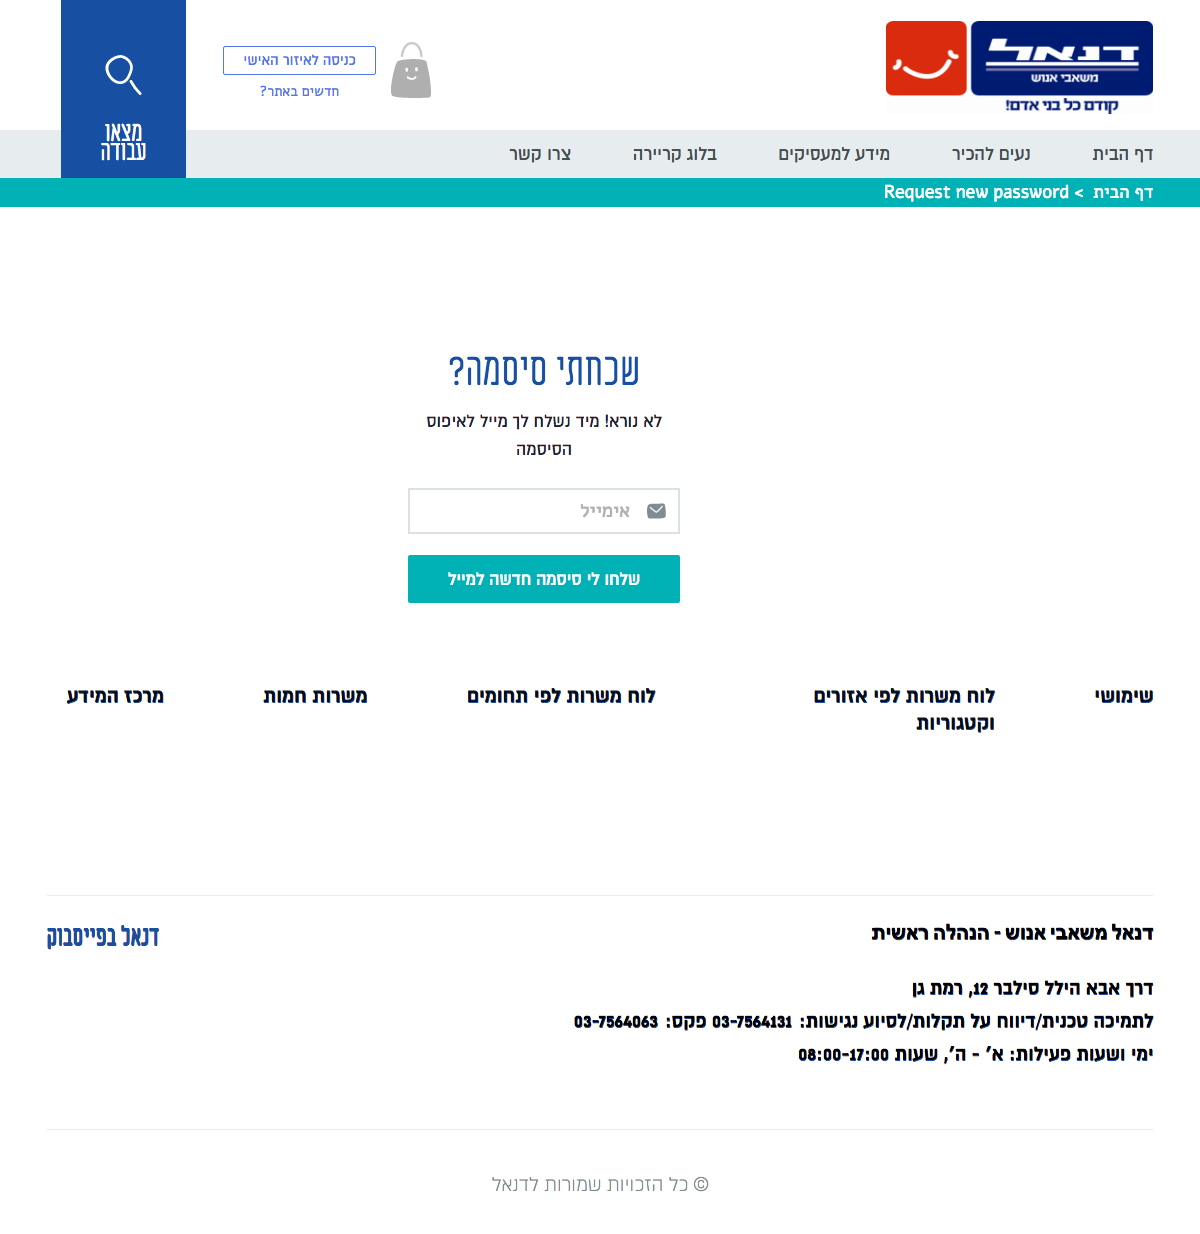 דנאל
משאבי אנוש
קודם כל בני אדם!
כניסה לאיזור האישי
חדשים באתר?
מצאו
עבודה
דף הבית
נעים להכיר
מידע למעסיקים
בלוג קריירה
צרו קשר
דף הבית > Request new password
שכחתי סיסמה?
לא נורא! מיד נשלח לך מייל לאיפוס
הסיסמה
אימייל
שלחו לי סיסמה חדשה למייל
שימושי
לוח משרות לפי אזורים
וקטגוריות
לוח משרות לפי תחומים
משרות חמות
מרכז המידע
דנאל משאבי אנוש - הנהלה ראשית
דנאל בפייסבוק
דרך אבא הילל סילבר 12, רמת גן
לתמיכה טכנית/דיווח על תקלות/לסיוע נגישות: 03-7564131 פקס: 03-7564063
ימי ושעות פעילות: א' - ה', שעות 08:00-17:00
© כל הזכויות שמורות לדנאל